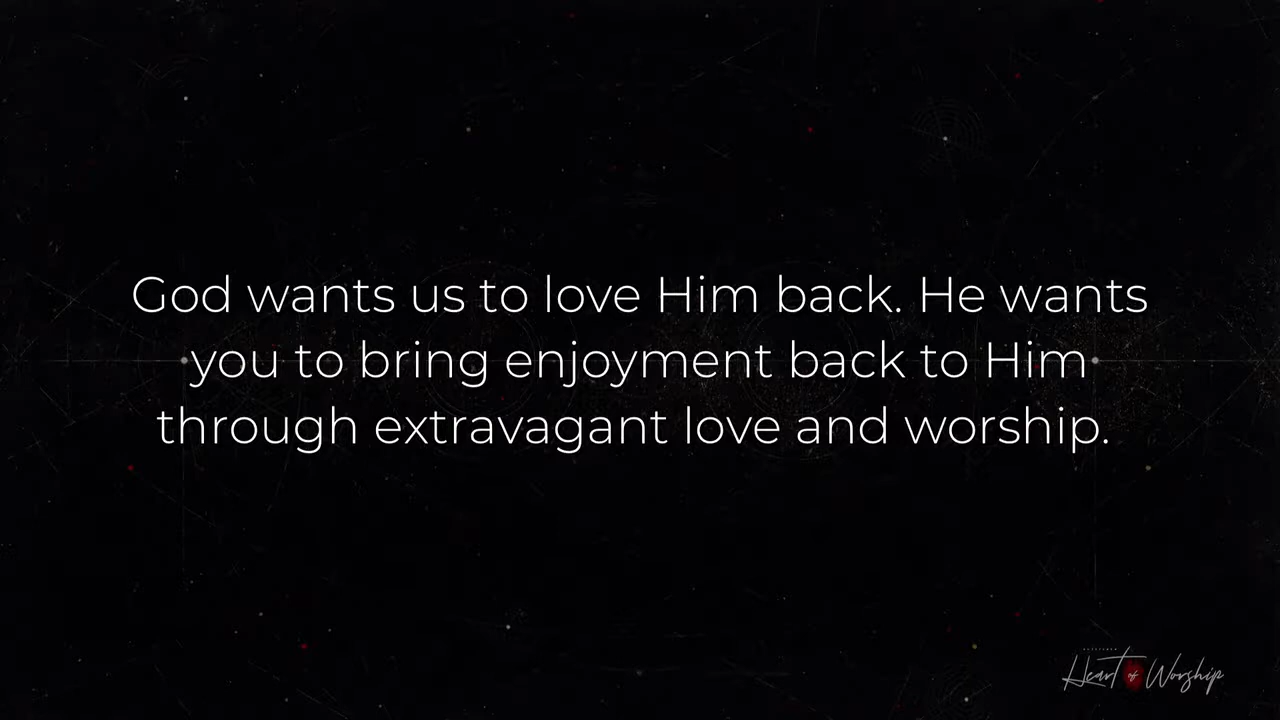 God wants us to love Him back. He wants
you to bring enjoyment back to Him
through extravagant love and worship.
Heart of Worship